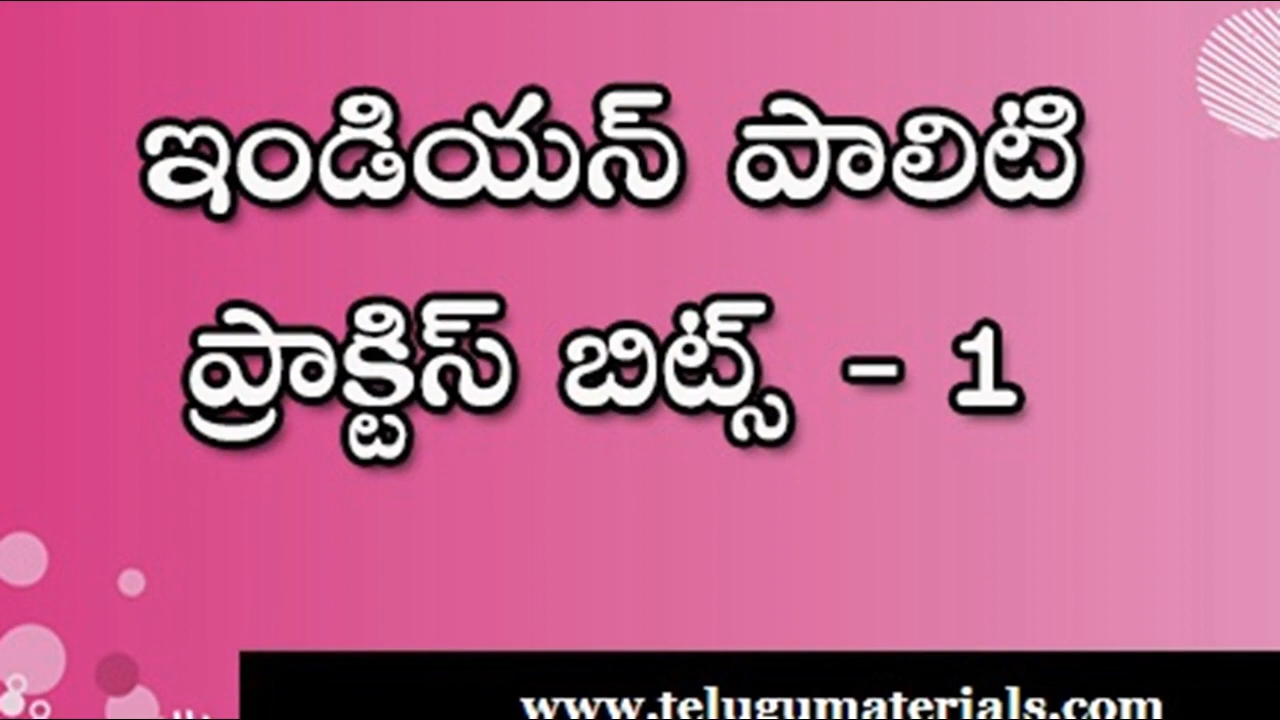 ఇండియన్ పాలిటి
ప్రాక్టిస్ బిట్స్ - 1
www.telugumaterials.com